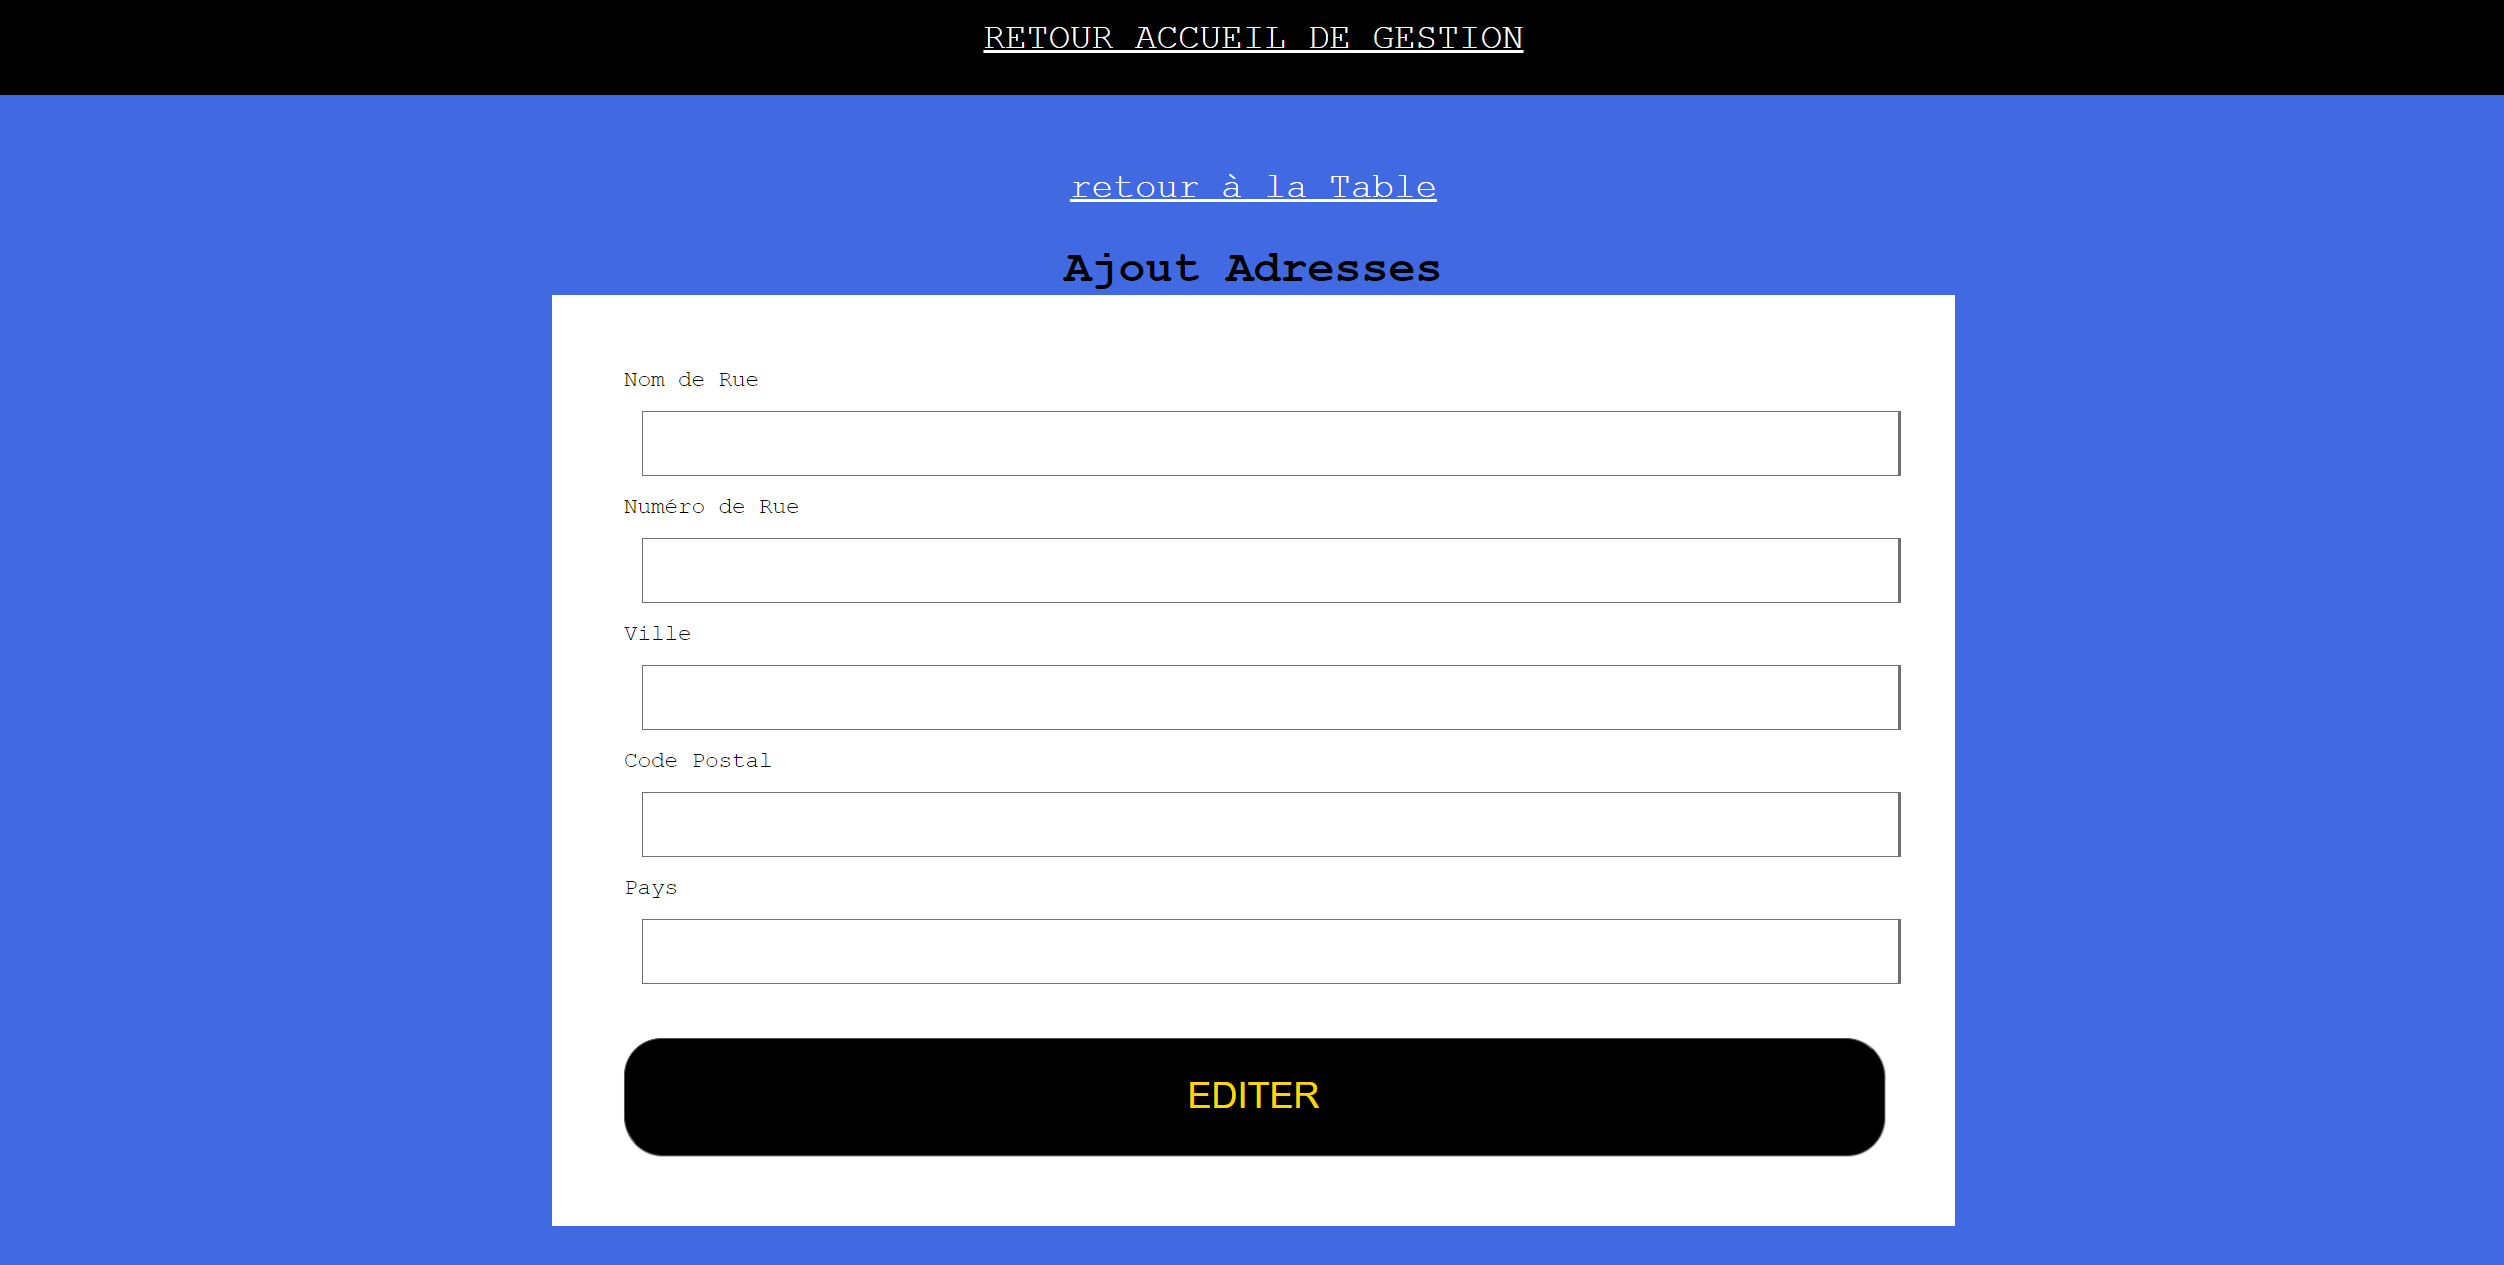 RETOUR ACCUEIL DE GESTION
retour à la Table
Ajout Adresses
Nom de Rue
Numéro de Rue
Ville
Code Postal
Pays
EDITER